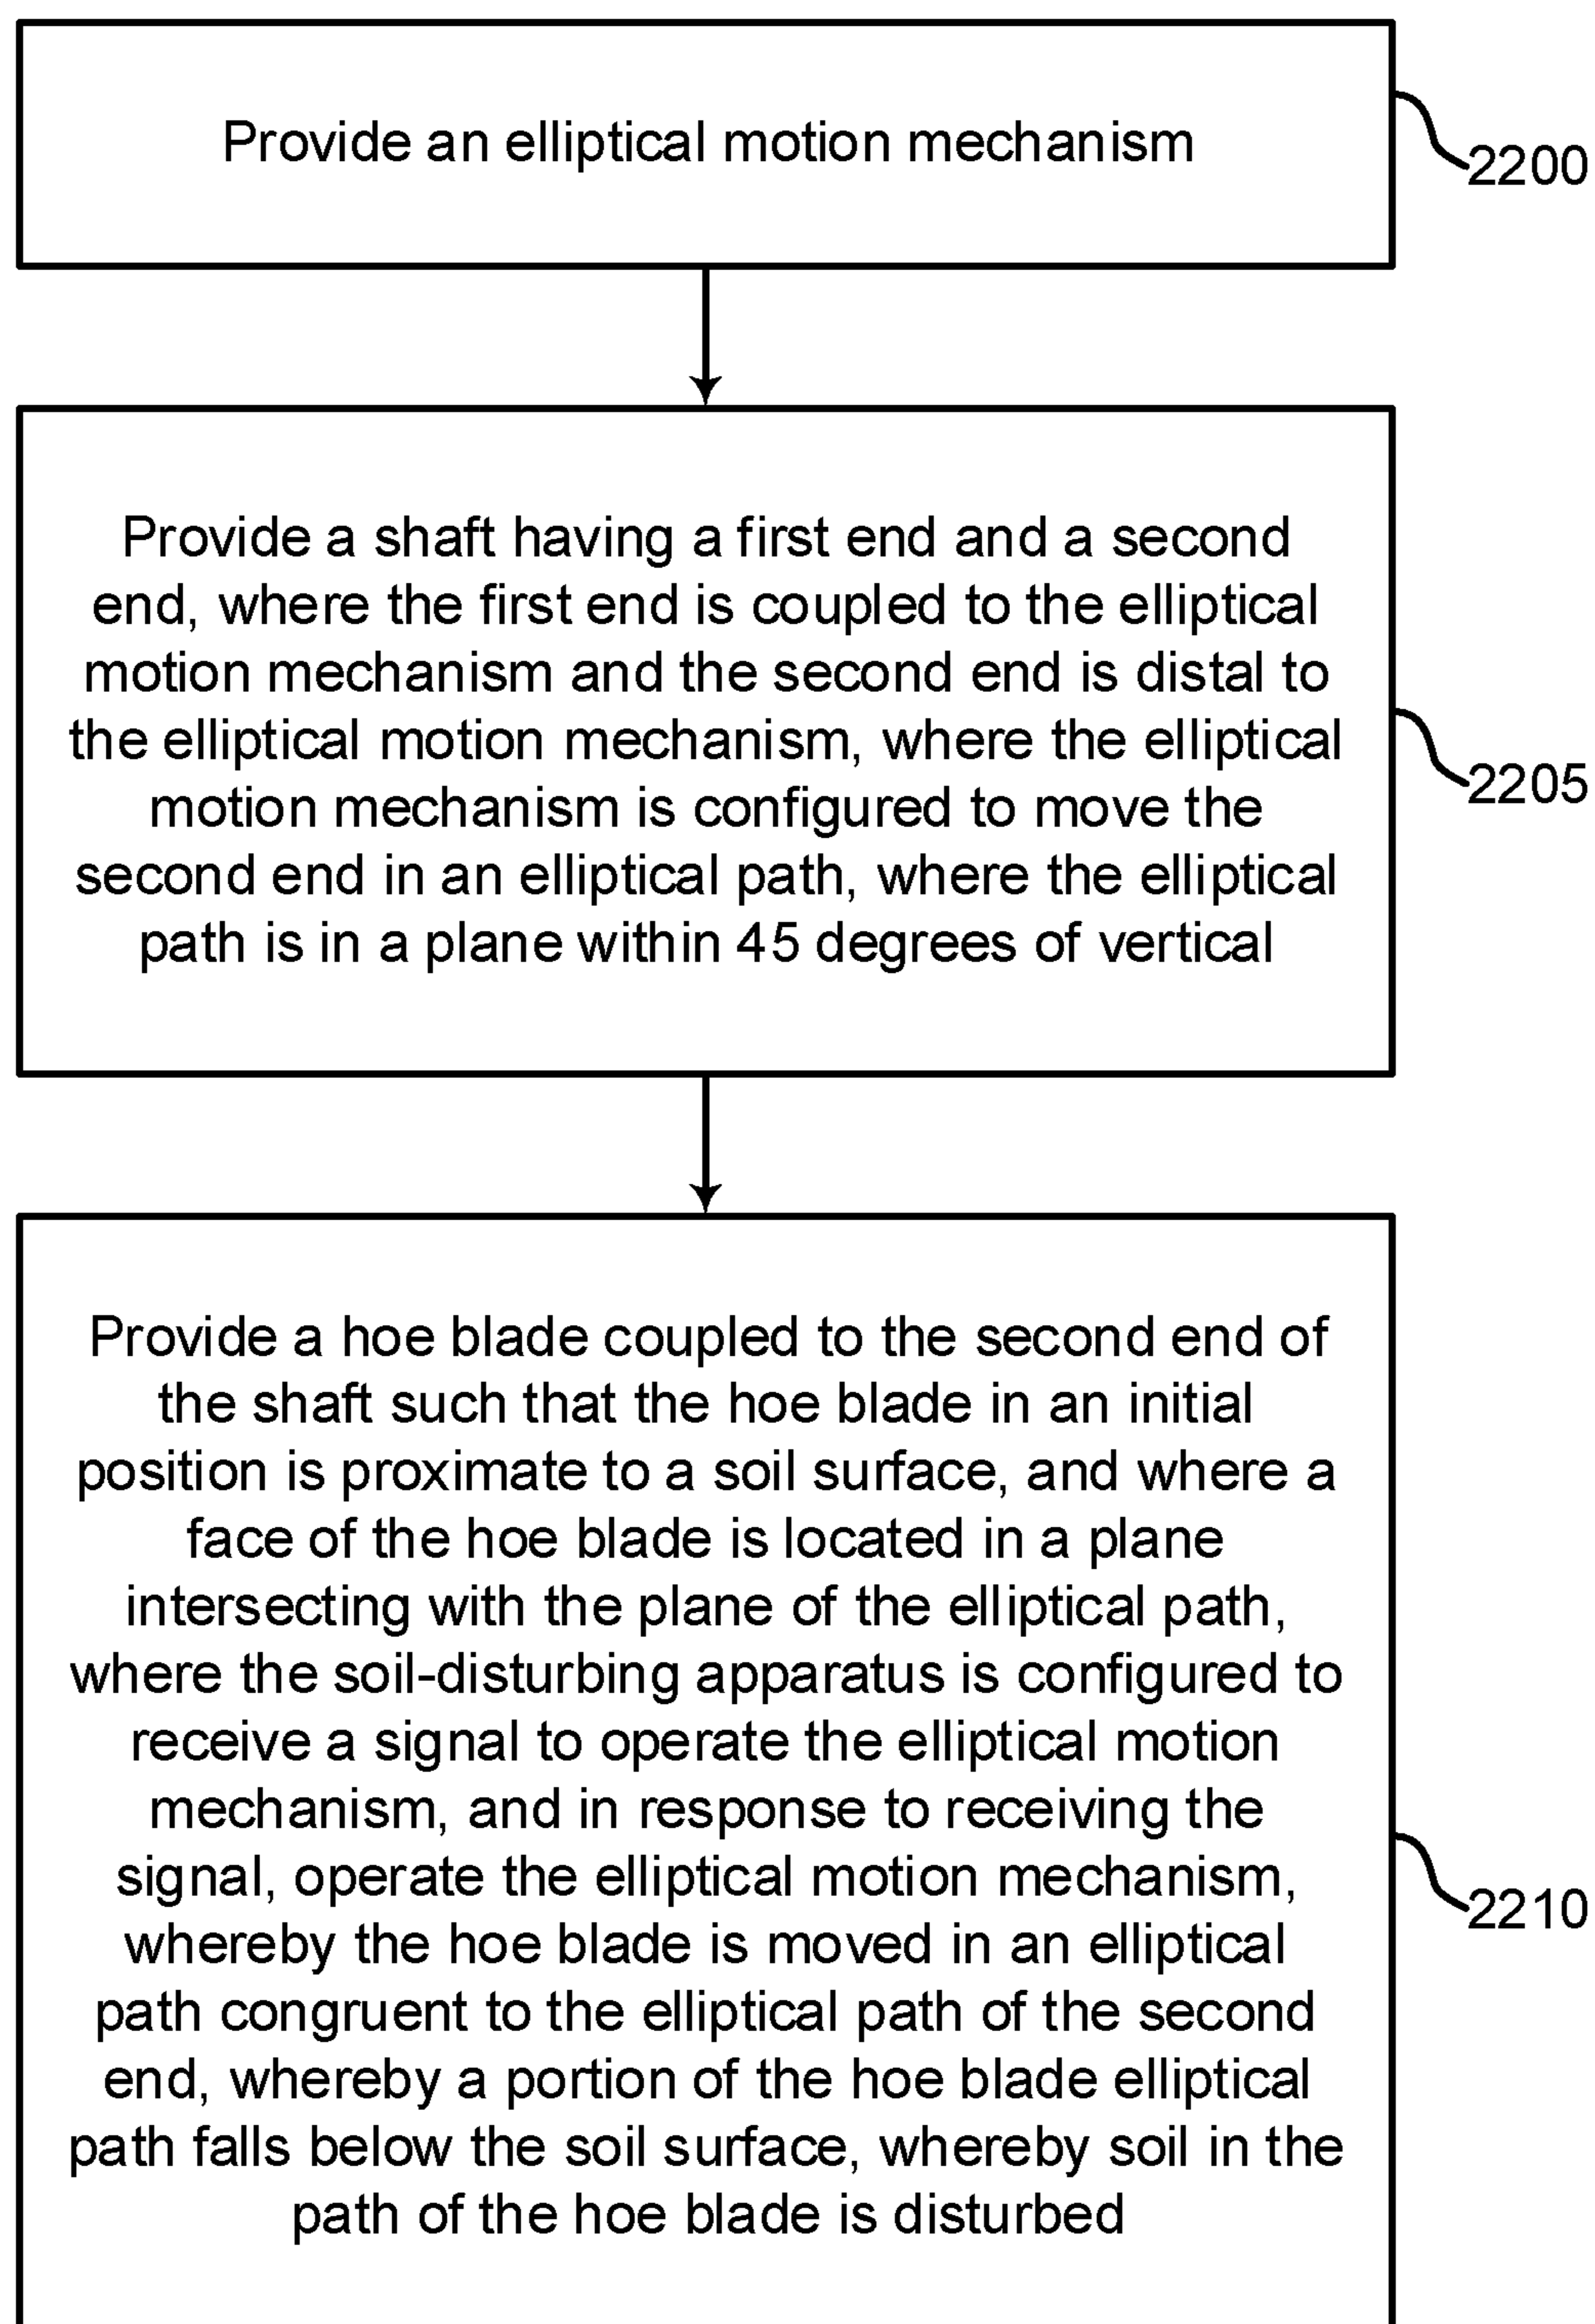 Provide an elliptical motion mechanism
2200
Provide a shaft having a first end and a second
end, where the first end is coupled to the elliptical
motion mechanism and the second end is distal to
the elliptical motion mechanism, where the elliptical
motion mechanism is configured to move the
second end in an elliptical path, where the elliptical
path is in a plane within 45 degrees of vertical
2205
Provide a hoe blade coupled to the second end of
the shaft such that the hoe blade in an initial
position is proximate to a soil surface, and where a
face of the hoe blade is located in a plane
intersecting with the plane of the elliptical path,
where the soil-disturbing apparatus is configured to
receive a signal to operate the elliptical motion
mechanism, and in response to receiving the
signal, operate the elliptical motion mechanism,
whereby the hoe blade is moved in an elliptical
path congruent to the elliptical path of the second
end, whereby a portion of the hoe blade elliptical
path falls below the soil surface, whereby soil in the
path of the hoe blade is disturbed
2210